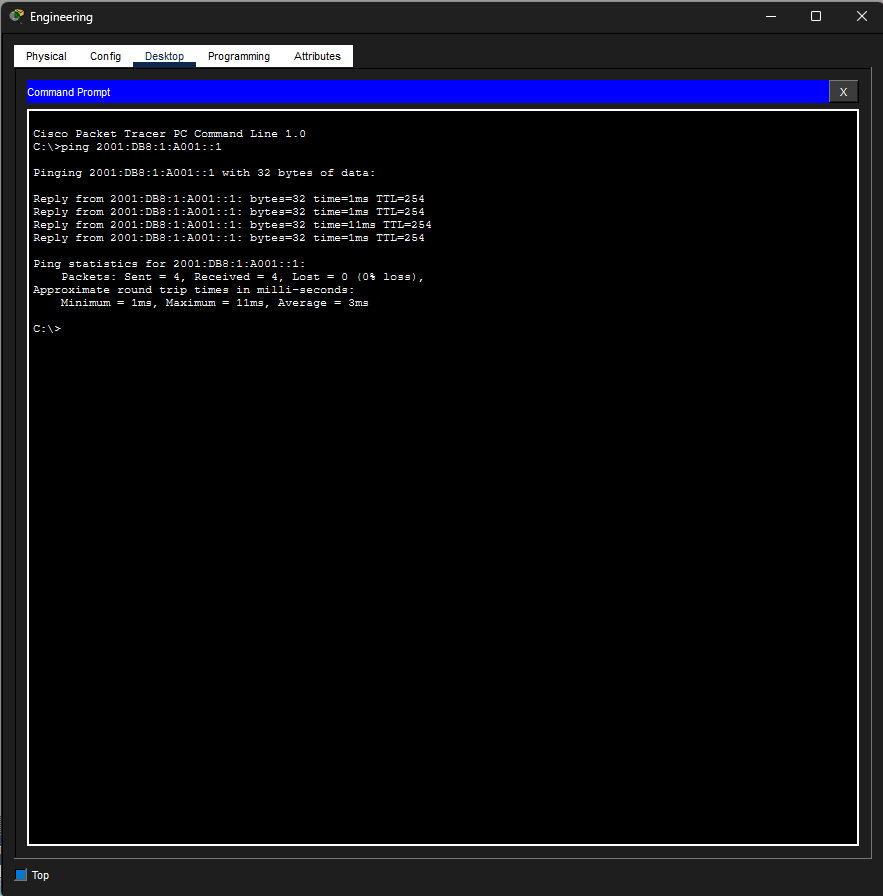 Engineering
Physical Config Desktop Programming Attributes
Command Prompt X
Cisco Packet Tracer PC Command Line 1.0
C:\>ping 2001:DB8:1:A001::1
Pinging 2001:DB8:1:A001::1 with 32 bytes of data:
Reply from 2001:DB8:1:A001::1: bytes=32 time=1ms TTL=254
Reply from 2001:DB8:1:A001::1: bytes=32 time=1ms TTL=254
Reply from 2001:DB8:1:A001::1: bytes=32 time=11ms TTL=254
Reply from 2001:DB8:1:A001::1: bytes=32 time=1ms TTL=254
Ping statistics for 2001:DB8:1:A001::1:
Packets: Sent = 4, Received = 4, Lost = 0 (0% loss),
Approximate round trip times in milli-seconds:
Minimum = 1ms, Maximum = 11ms, Average = 3ms
C:\>
Top